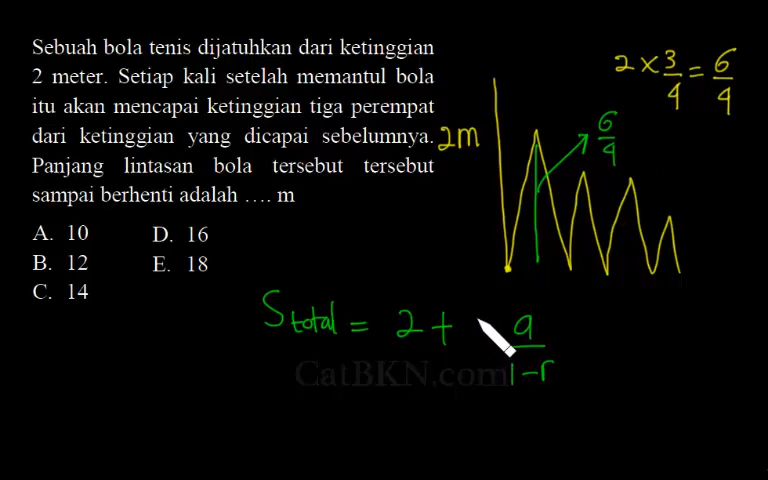 Sebuah bola tenis dijatuhkan dari ketinggian
2 meter. Setiap kali setelah memantul bola
itu akan mencapai ketinggian tiga perempat
dari ketinggian yang dicapai sebelumnya.
Panjang lintasan bola tersebut tersebut
sampai berhenti adalah .... m
A. 10
B. 12
C. 14
D. 16
E. 18
2 × 3/4 = 6/4
2m
6/4
S total = 2 + a/1-r
CatBKN.com